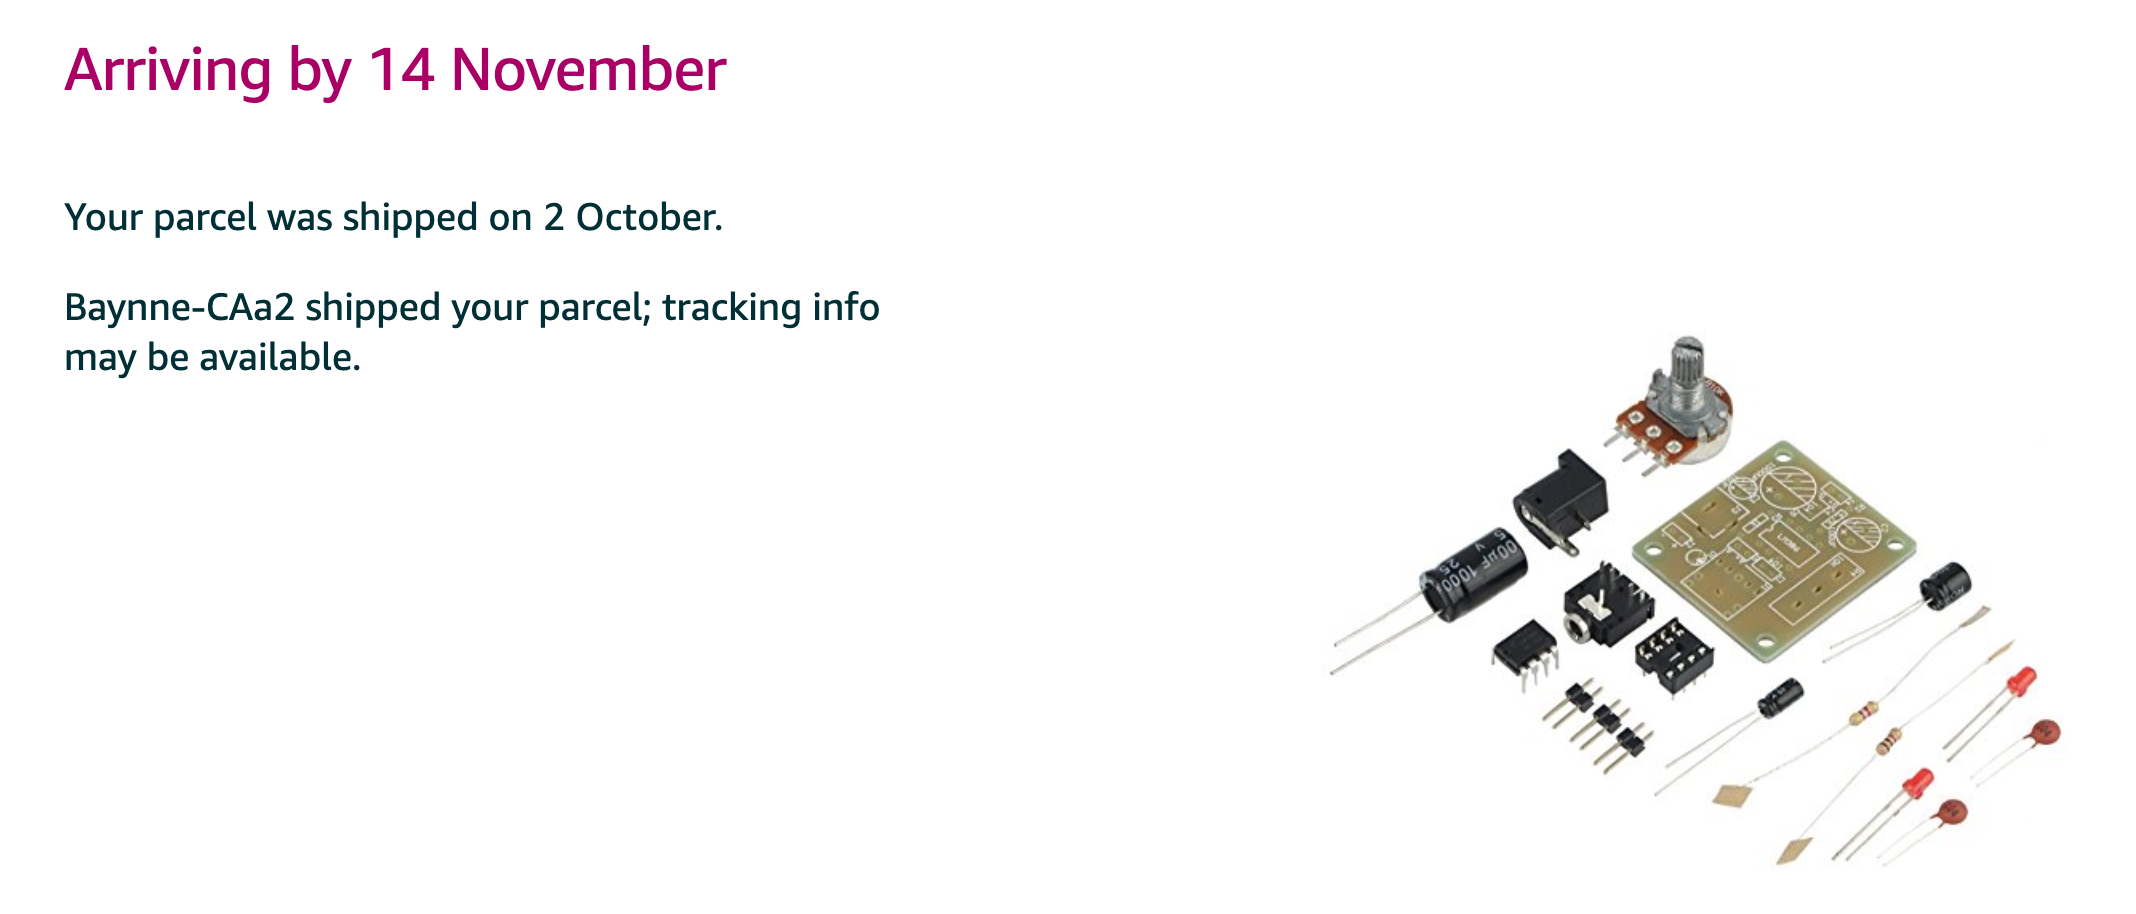 Arriving by 14 November
Your parcel was shipped on 2 October.
Baynne-CAa2 shipped your parcel; tracking info
may be available.